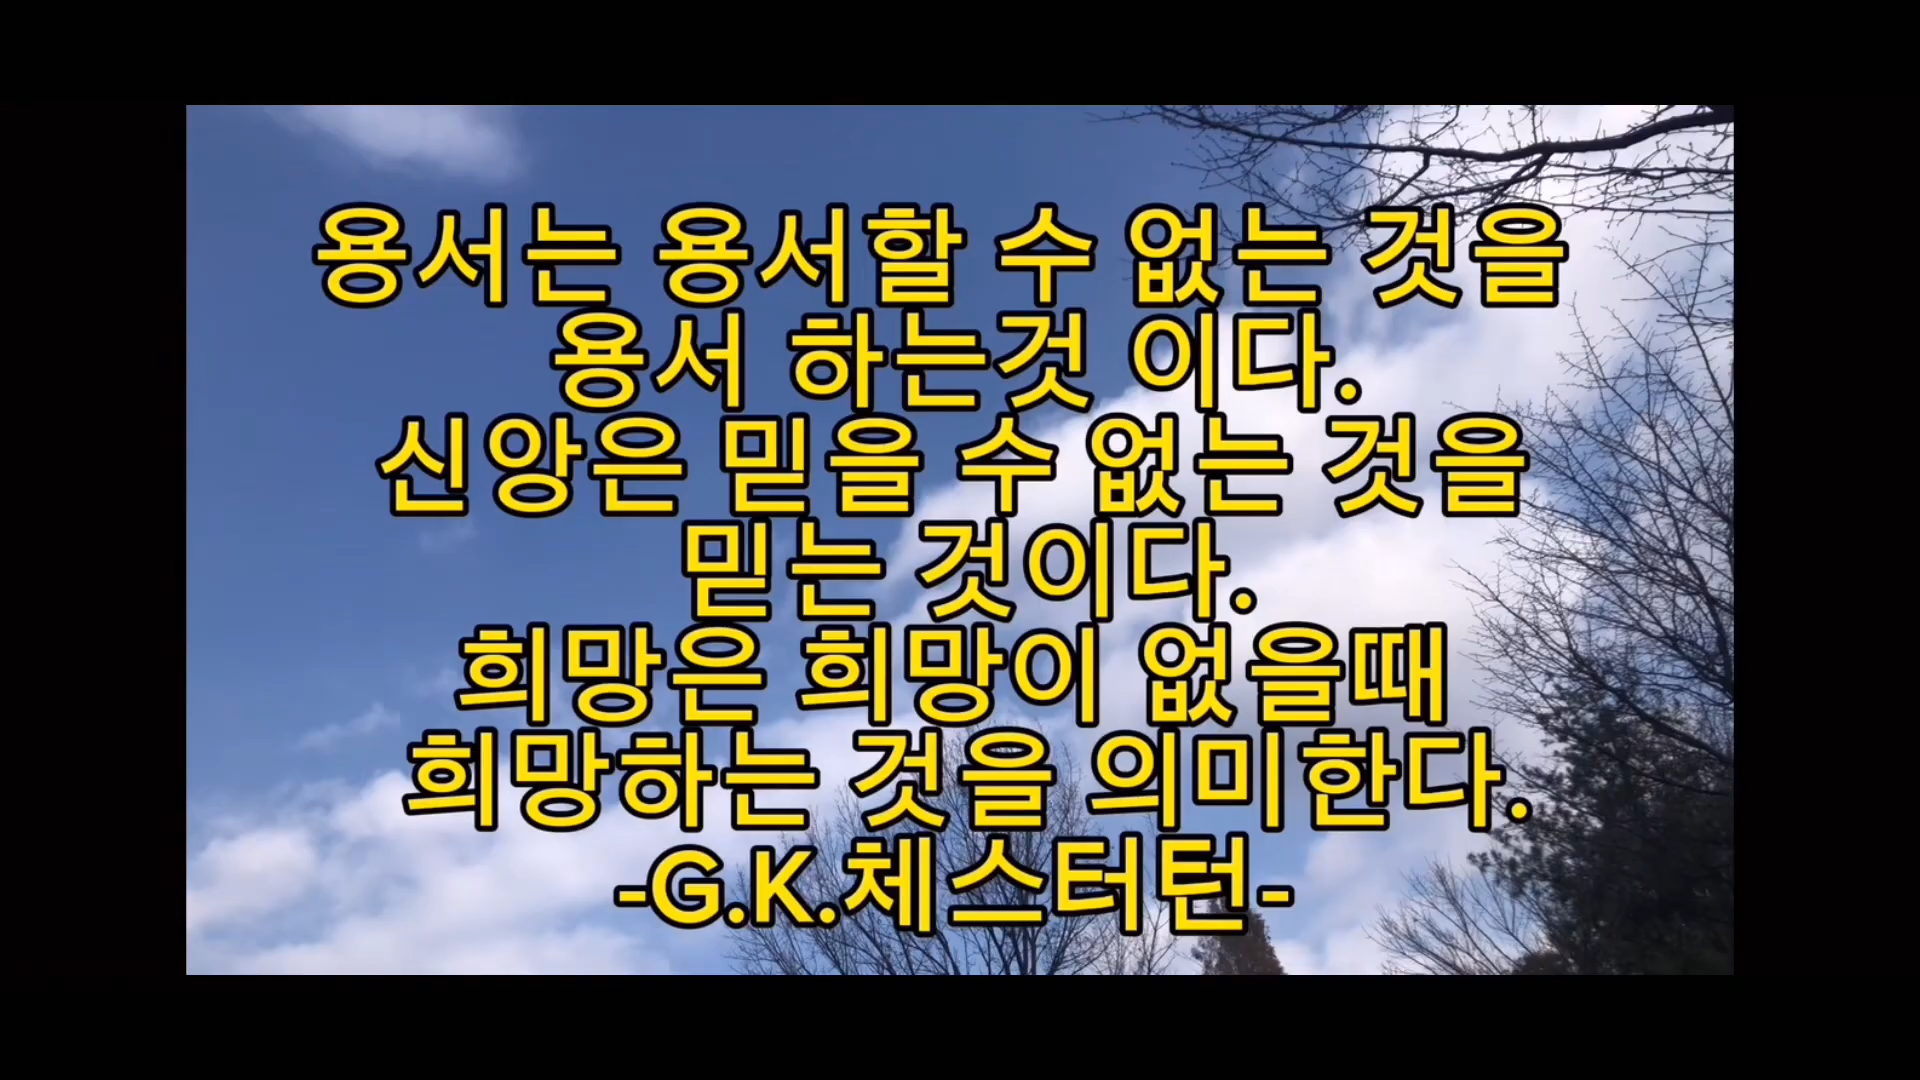 용서는 용서할 수 없는 것을
용서 하는것 이다.
신앙은 믿을 수 없는 것을
믿는 것이다.
희망은 희망이 없을때
희망하는 것을 의미한다.
-G.K.체스터턴-